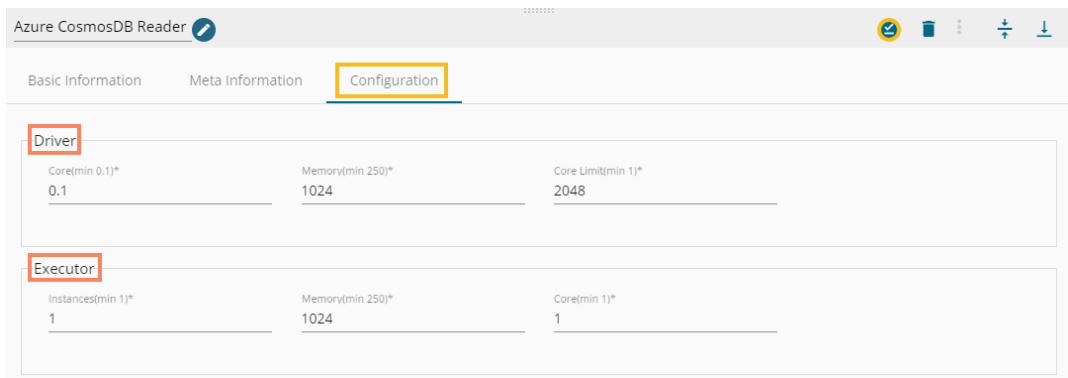 Azure CosmosDB Reader
Basic Information Meta Information Configuration
Driver
Core(min 0.1)* Memory(min 250)* Core Limit(min 1)*
0.1 1024 2048
Executor
Instances(min 1)* Memory(min 250)* Core(min 1)*
1 1024 1